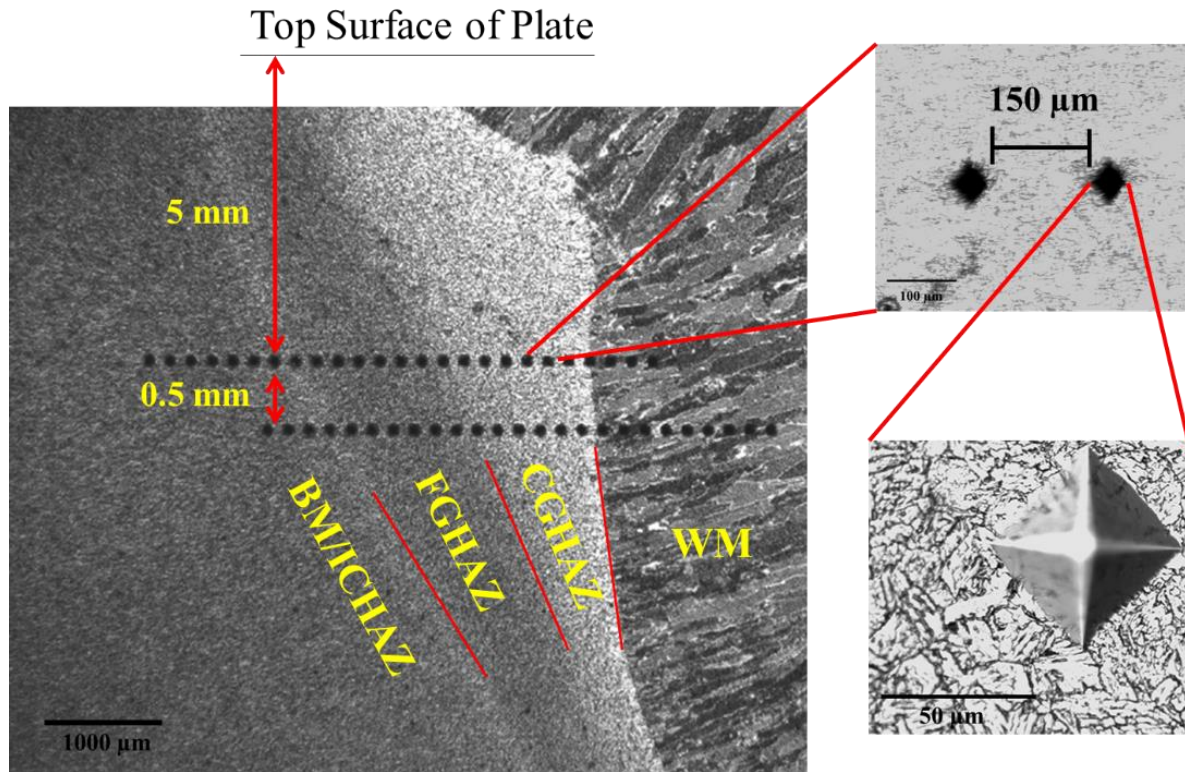 Top Surface of Plate
5 mm
0.5 mm
BM/ICHAZ
FGHAZ
CGHAZ
WM
1000 µm
150 µm
100 µm
50 µm